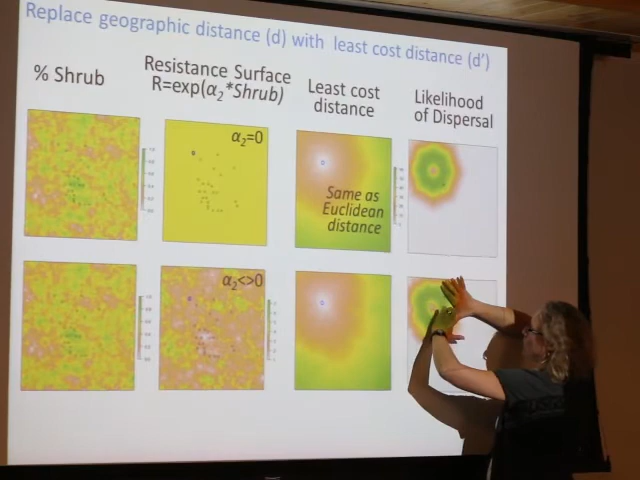 Replace geographic distance (d) with least cost distance (d')
% Shrub
Resistance Surface
R=exp(α₂*Shrub)
Least cost
distance
Likelihood
of Dispersal
α₂=0
Same as
Euclidean
distance
α₂<>0